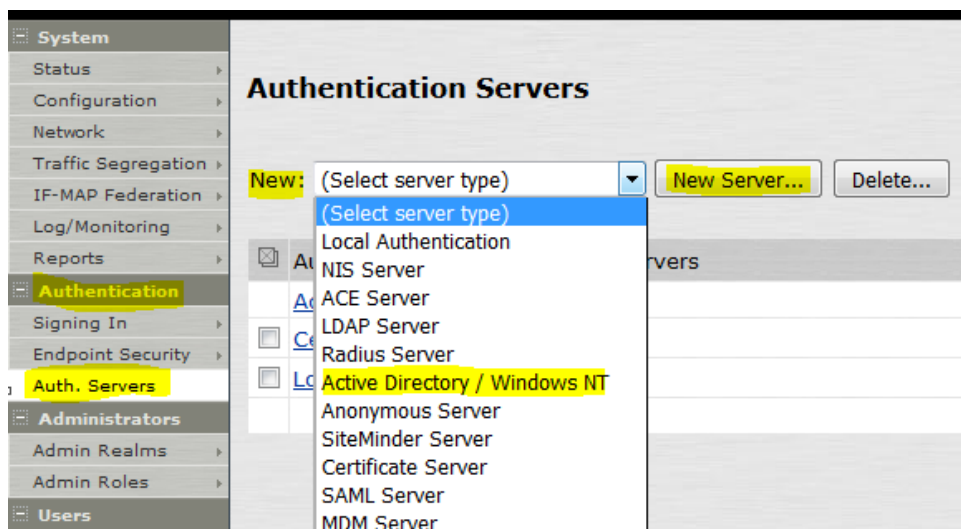 System
Status
Configuration
Network
Traffic Segregation
IF-MAP Federation
Log/Monitoring
Reports
Authentication
Signing In
Endpoint Security
Auth. Servers
Administrators
Admin Realms
Admin Roles
Users
Authentication Servers
New: (Select server type) New Server... Delete...
(Select server type)
Local Authentication
NIS Server
ACE Server
LDAP Server
Radius Server
Active Directory / Windows NT
Anonymous Server
SiteMinder Server
Certificate Server
SAML Server
MDM Server